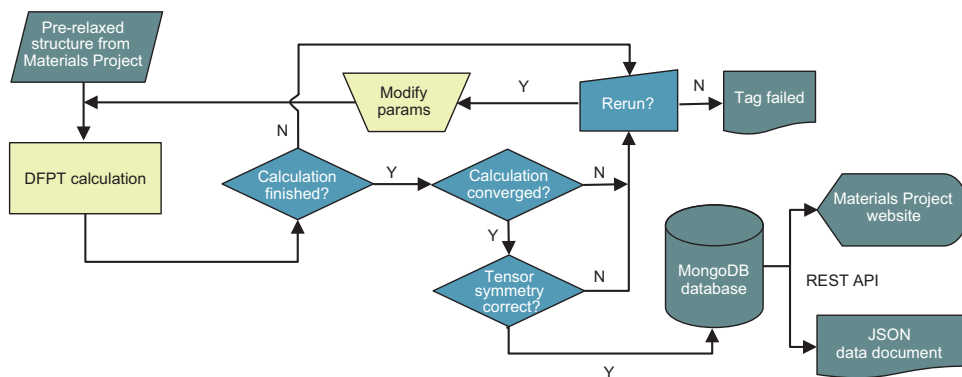 Pre-relaxed
structure from
Materials Project
Modify
params
Y
Rerun?
N
Tag failed
N
DFPT calculation
Calculation
finished?
Y
Calculation
converged?
N
Y
Tensor
symmetry
correct?
N
Y
MongoDB
database
Materials Project
website
REST API
JSON
data document